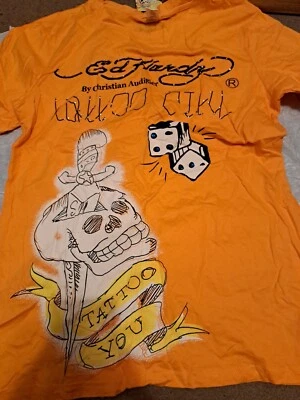 Ed Hardy
By Christian Audigier
®
TATTOO
YOU